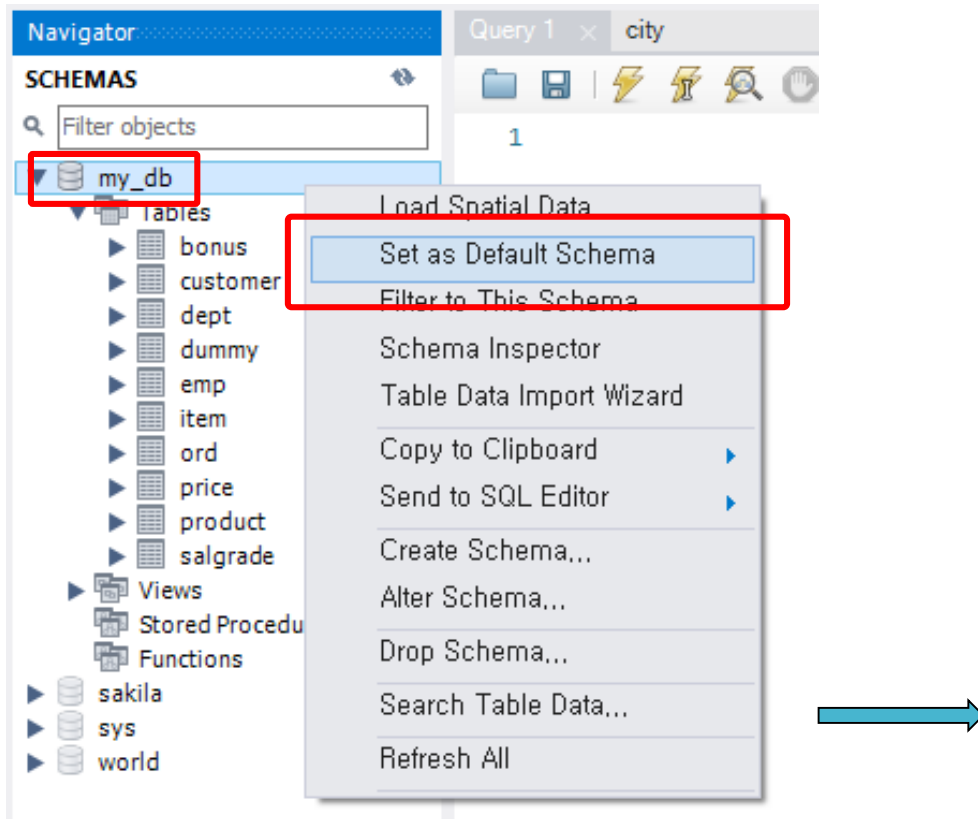 Navigator
Query 1
city
SCHEMAS
Filter objects
1
my_db
Tables
bonus
customer
dept
dummy
emp
item
ord
price
product
salgrade
Views
Stored Procedu
Functions
sakila
sys
world
Load Spatial Data
Set as Default Schema
Filter to This Schema
Schema Inspector
Table Data Import Wizard
Copy to Clipboard
Send to SQL Editor
Create Schema...
Alter Schema...
Drop Schema...
Search Table Data...
Refresh All